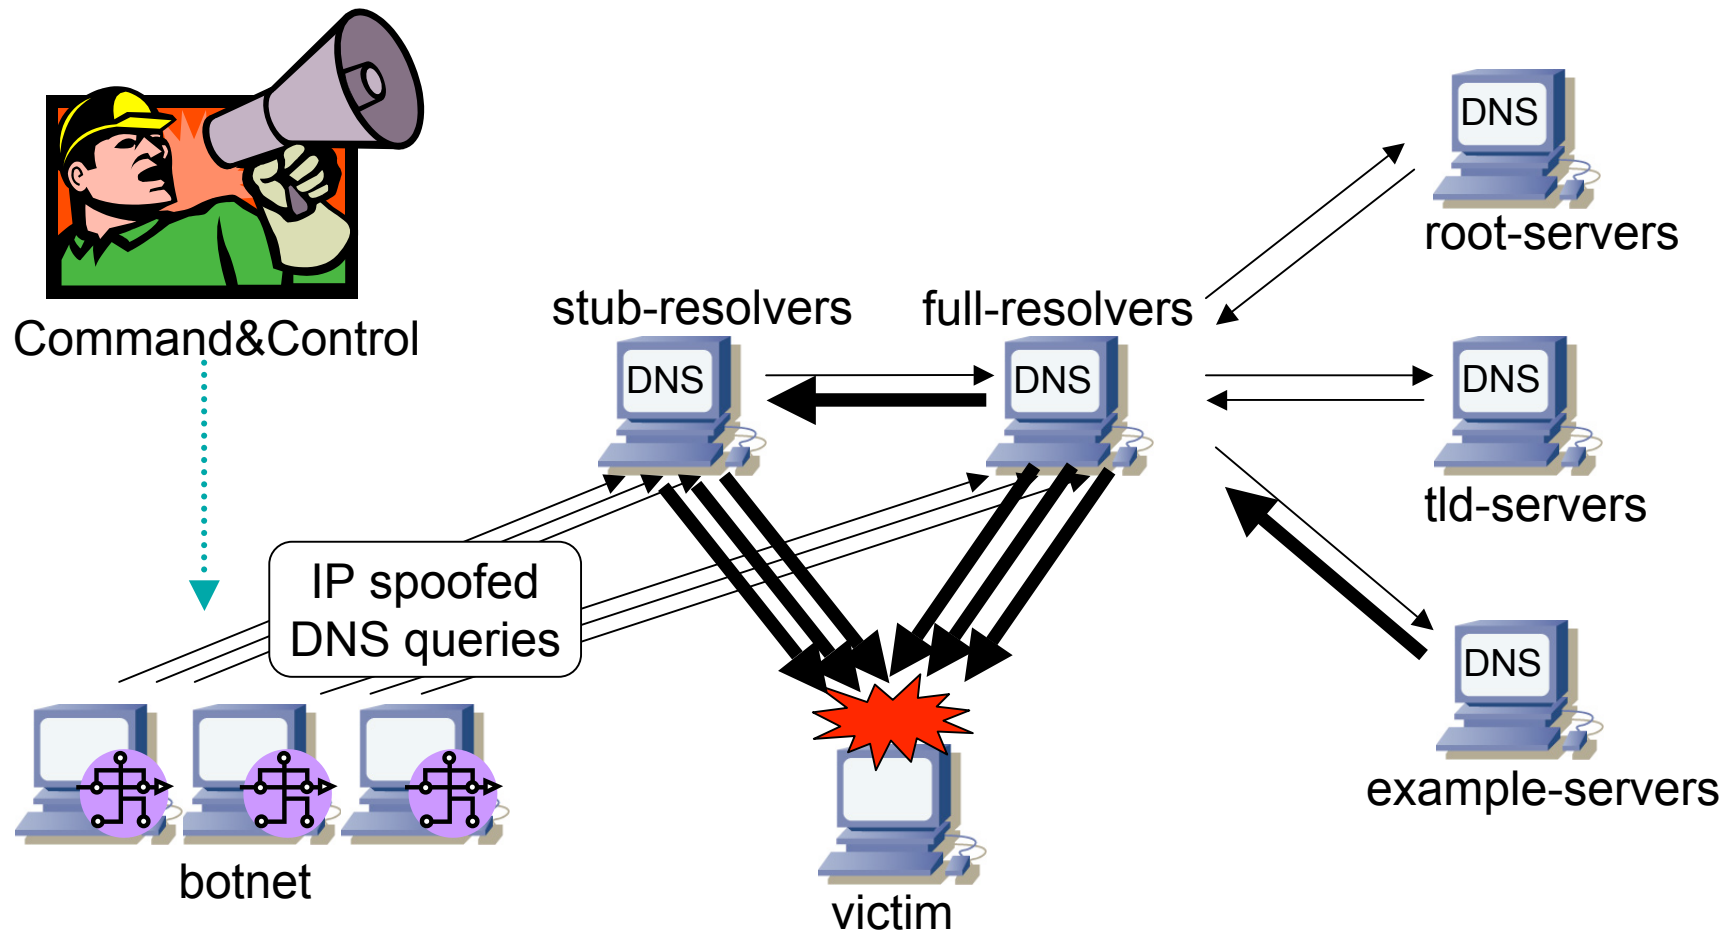 DNS
root-servers
stub-resolvers
full-resolvers
Command&Control
DNS
DNS
DNS
tld-servers
IP spoofed
DNS queries
DNS
example-servers
botnet
victim